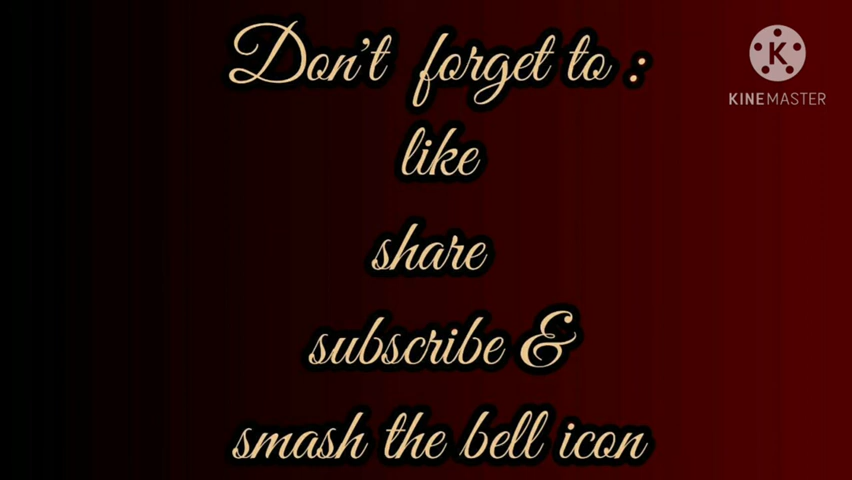 Don't forget to :
K
KINEMASTER
like
share
subscribe &
smash the bell icon